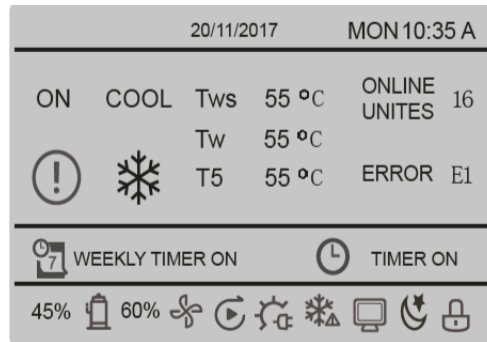 20/11/2017 MON 10:35 A
ON COOL Tws 55 °C ONLINE UNITES 16
Tw 55 °C
T5 55 °C ERROR E1
7 WEEKLY TIMER ON TIMER ON
45% 60%